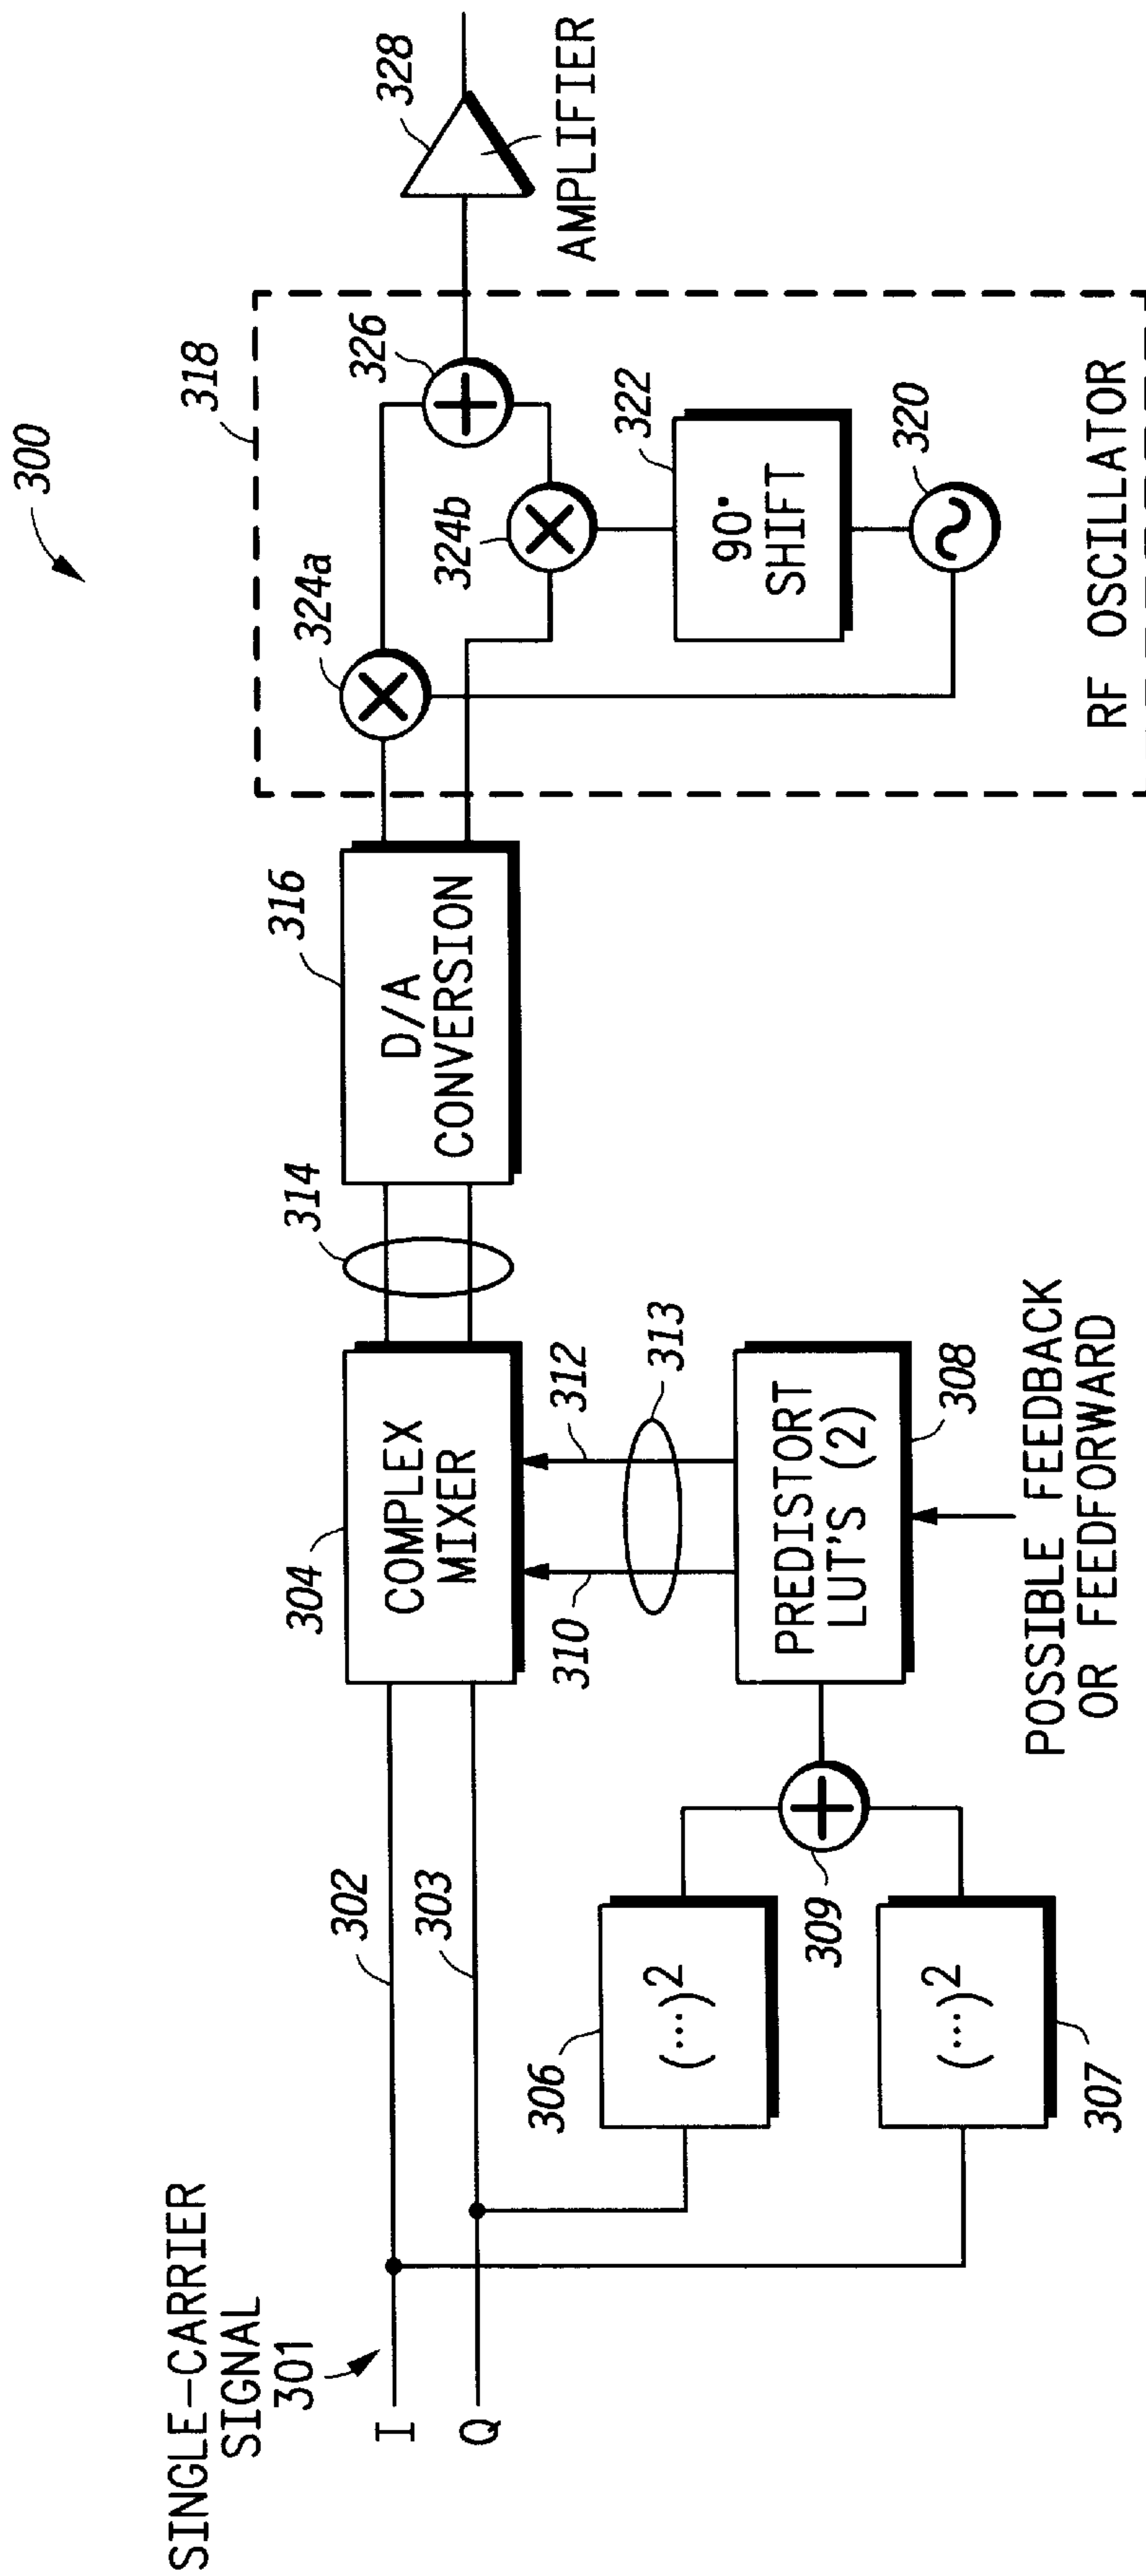 300
SINGLE-CARRIER
SIGNAL
301
I
Q
302
303
304
COMPLEX
MIXER
314
316
D/A
CONVERSION
318
324a
324b
326
328
AMPLIFIER
322
90°
SHIFT
320
RF OSCILLATOR
306
(...)2
307
(...)2
309
310
312
313
PREDISTORT
LUT'S (2)
308
POSSIBLE FEEDBACK
OR FEEDFORWARD